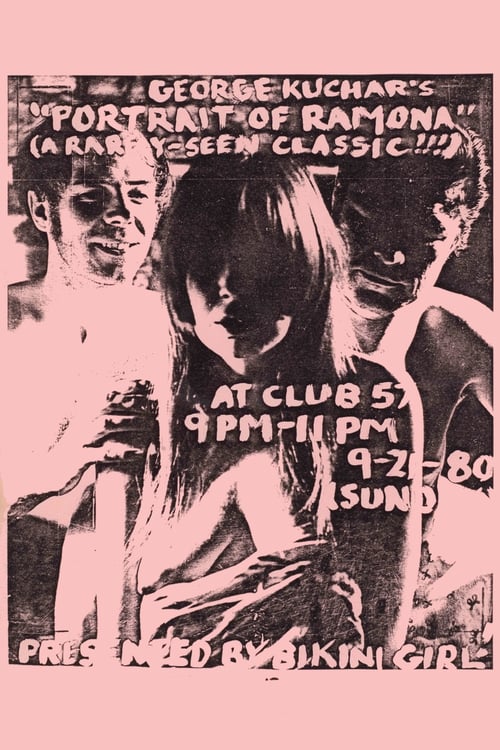 GEORGE KUCHAR'S
"PORTRAIT OF RAMONA"
(A RARELY-SEEN CLASSIC!!!)
AT CLUB 57
9 PM-11 PM
9-21-80
(SUN)
PRESENTED BY BIKINI GIRL